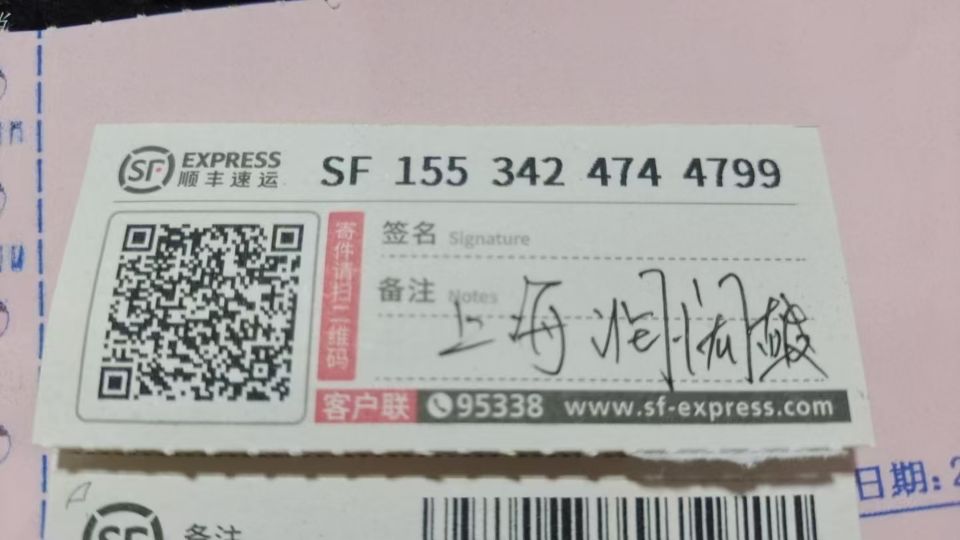 SF EXPRESS
顺丰速运
SF 155 342 474 4799
寄件请扫二维码
签名 Signature
备注 Notes
上海
客户联 95338 www.sf-express.com
日期: 2
SF 备注